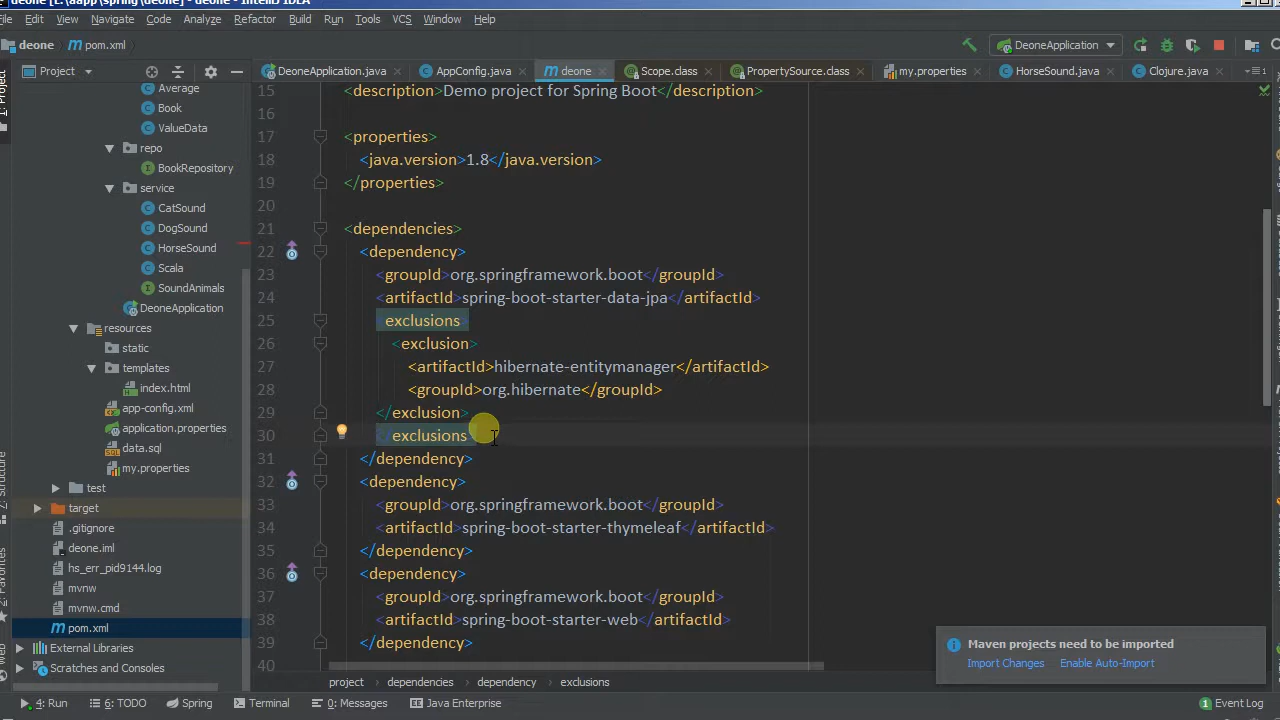 deone [E:\aapp\spring\deone] - deone - IntelliJ IDEA
File Edit View Navigate Code Analyze Refactor Build Run Tools VCS Window Help
deone pom.xml
DeoneApplication
Project
DeoneApplication.java AppConfig.java deone Scope.class PropertySource.class my.properties HorseSound.java Clojure.java
1: Project
Average
Book
ValueData
repo
BookRepository
service
CatSound
DogSound
HorseSound
Scala
SoundAnimals
DeoneApplication
resources
static
templates
index.html
app-config.xml
application.properties
data.sql
my.properties
test
target
.gitignore
deone.iml
hs_err_pid9144.log
mvnw
mvnw.cmd
pom.xml
External Libraries
Scratches and Consoles
Z: Structure
2: Favorites
Web
15 <description>Demo project for Spring Boot</description>
16
17 <properties>
18 <java.version>1.8</java.version>
19 </properties>
20
21 <dependencies>
22 <dependency>
23 <groupId>org.springframework.boot</groupId>
24 <artifactId>spring-boot-starter-data-jpa</artifactId>
25 <exclusions>
26 <exclusion>
27 <artifactId>hibernate-entitymanager</artifactId>
28 <groupId>org.hibernate</groupId>
29 </exclusion>
30 </exclusions>
31 </dependency>
32 <dependency>
33 <groupId>org.springframework.boot</groupId>
34 <artifactId>spring-boot-starter-thymeleaf</artifactId>
35 </dependency>
36 <dependency>
37 <groupId>org.springframework.boot</groupId>
38 <artifactId>spring-boot-starter-web</artifactId>
39 </dependency>
40
Maven projects need to be imported
Import Changes Enable Auto-Import
project dependencies dependency exclusions
4: Run 6: TODO Spring Terminal 0: Messages Java Enterprise
1 Event Log